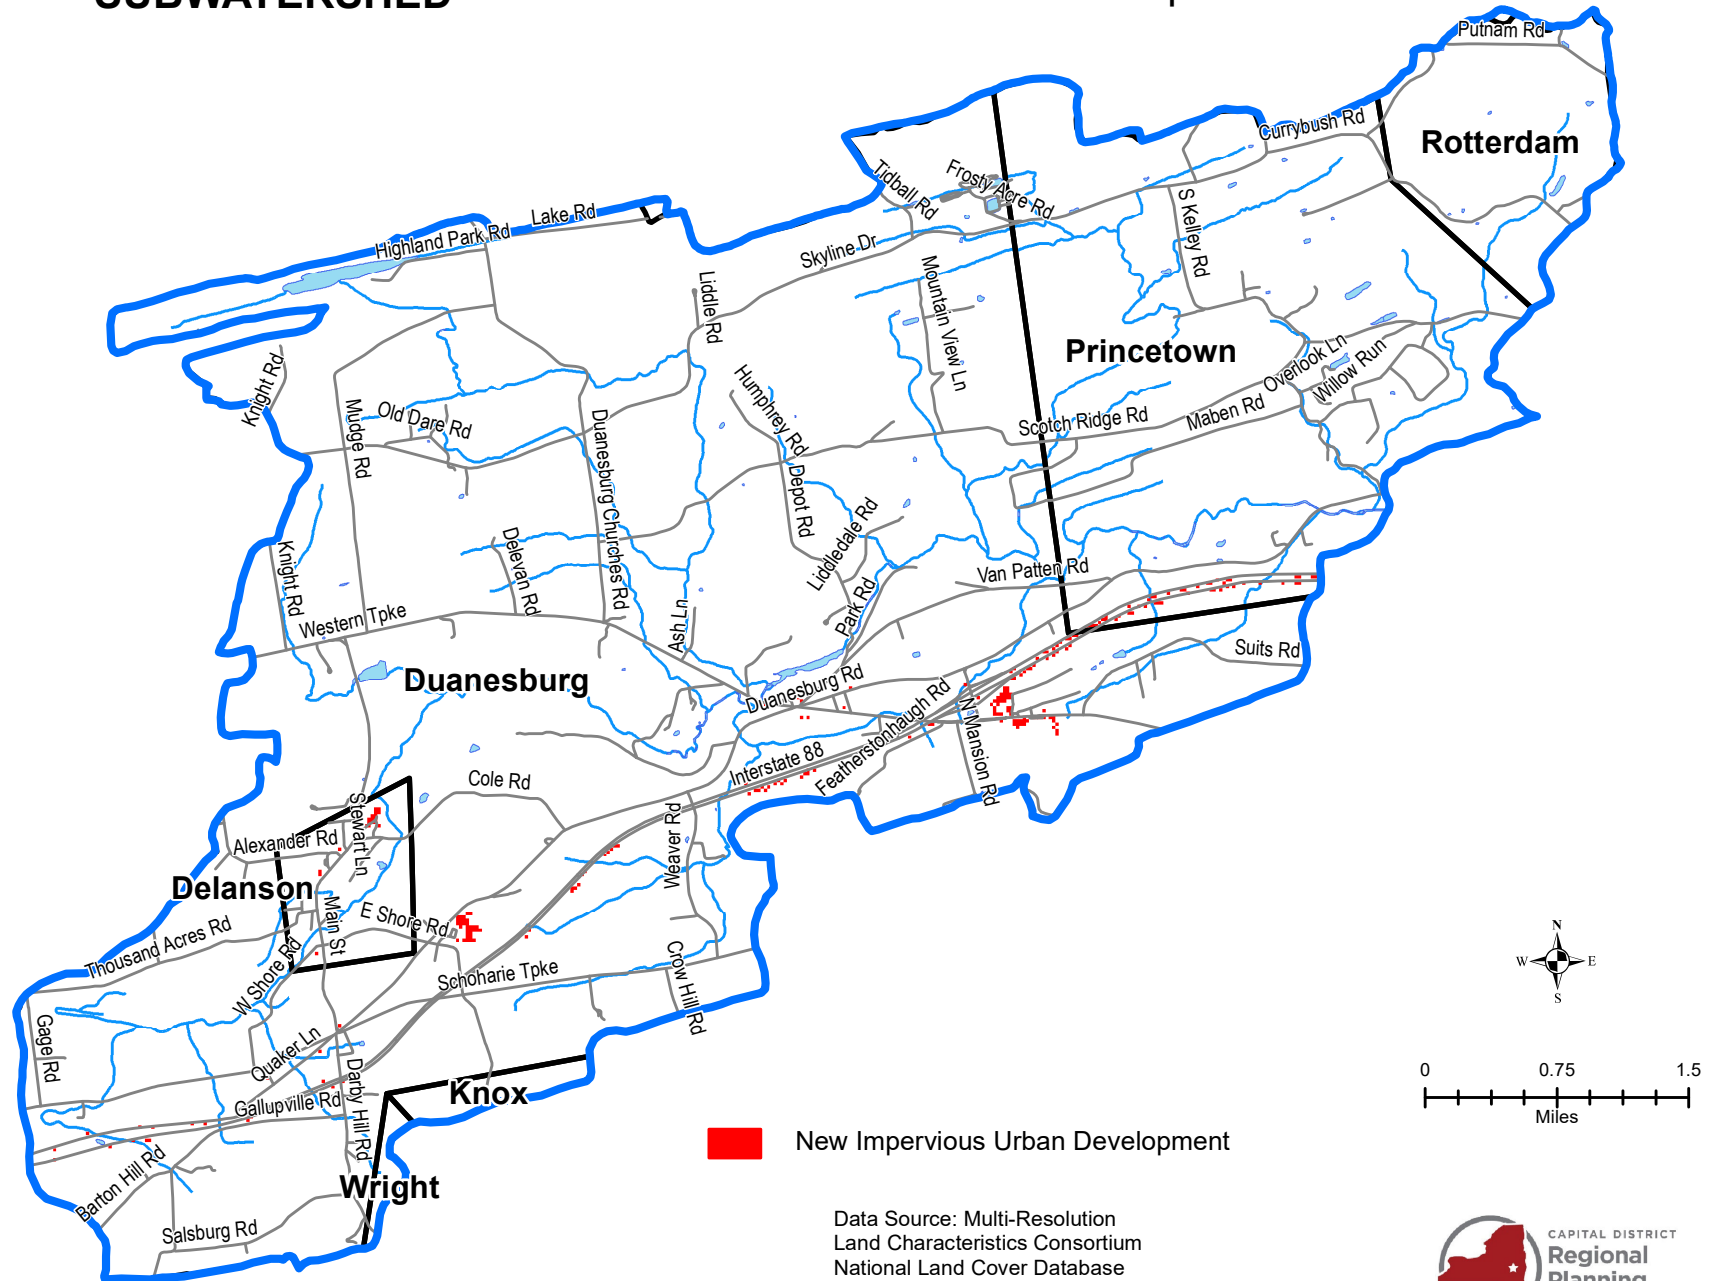 SUBWATERSHED
Putnam Rd
Currybush Rd
Rotterdam
Tidball Rd
Frosty Acre Rd
S Kelley Rd
Lake Rd
Highland Park Rd
Skyline Dr
Liddle Rd
Mountain View Ln
Princetown
Overlook Ln
Willow Run
Knight Rd
Mudge Rd
Old Dare Rd
Humphrey Rd
Scotch Ridge Rd
Maben Rd
Duanesburg Churches Rd
Depot Rd
Liddledale Rd
Knight Rd
Delevan Rd
Van Patten Rd
Western Tpke
Ash Ln
Park Rd
Suits Rd
Duanesburg
Duanesburg Rd
Featherstonhaugh Rd
N Mansion Rd
Interstate 88
Cole Rd
Stewart Ln
Alexander Rd
Weaver Rd
Delanson
Main St
E Shore Rd
Thousand Acres Rd
W Shore Rd
Schoharie Tpke
Crow Hill Rd
N
W E
S
Gage Rd
Quaker Ln
Darby Hill Rd
Gallupville Rd
Knox
0 0.75 1.5
Miles
New Impervious Urban Development
Barton Hill Rd
Wright
Salsburg Rd
Data Source: Multi-Resolution
Land Characteristics Consortium
National Land Cover Database
CAPITAL DISTRICT
Regional
Planning